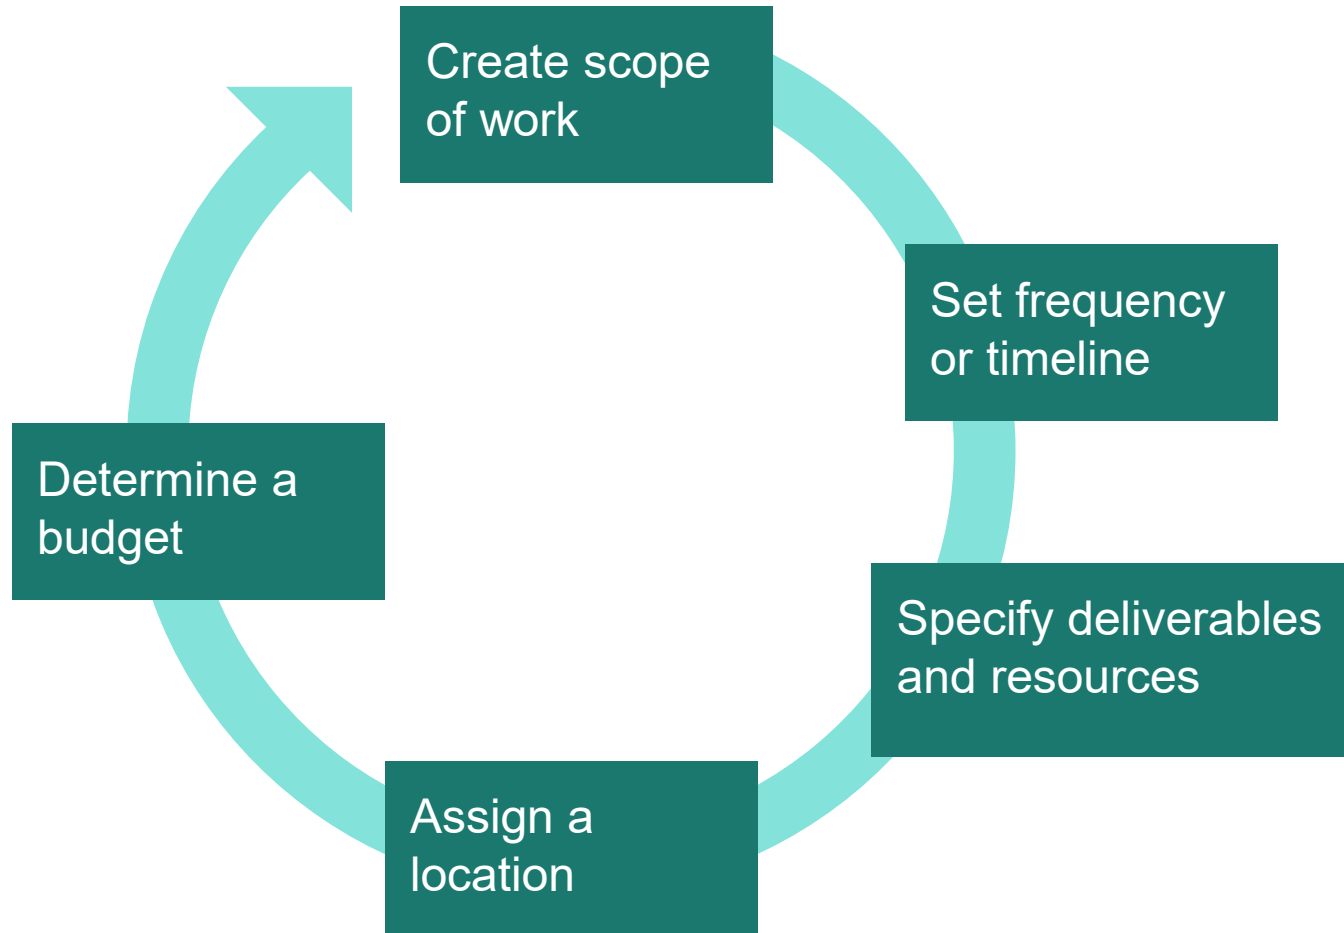 Create scope
of work
Set frequency
or timeline
Specify deliverables
and resources
Assign a
location
Determine a
budget